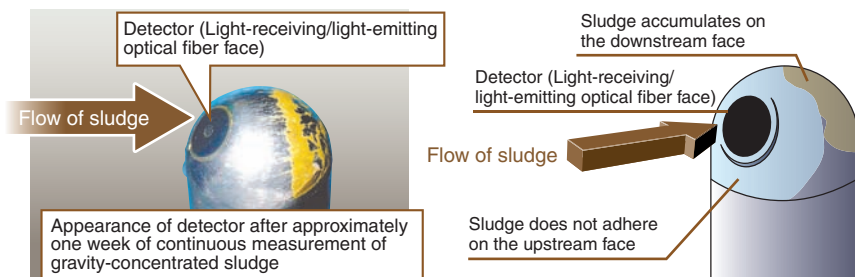 Detector (Light-receiving/light-emitting
optical fiber face)
Flow of sludge
Appearance of detector after approximately
one week of continuous measurement of
gravity-concentrated sludge
Sludge accumulates on
the downstream face
Detector (Light-receiving/
light-emitting optical fiber face)
Flow of sludge
Sludge does not adhere
on the upstream face